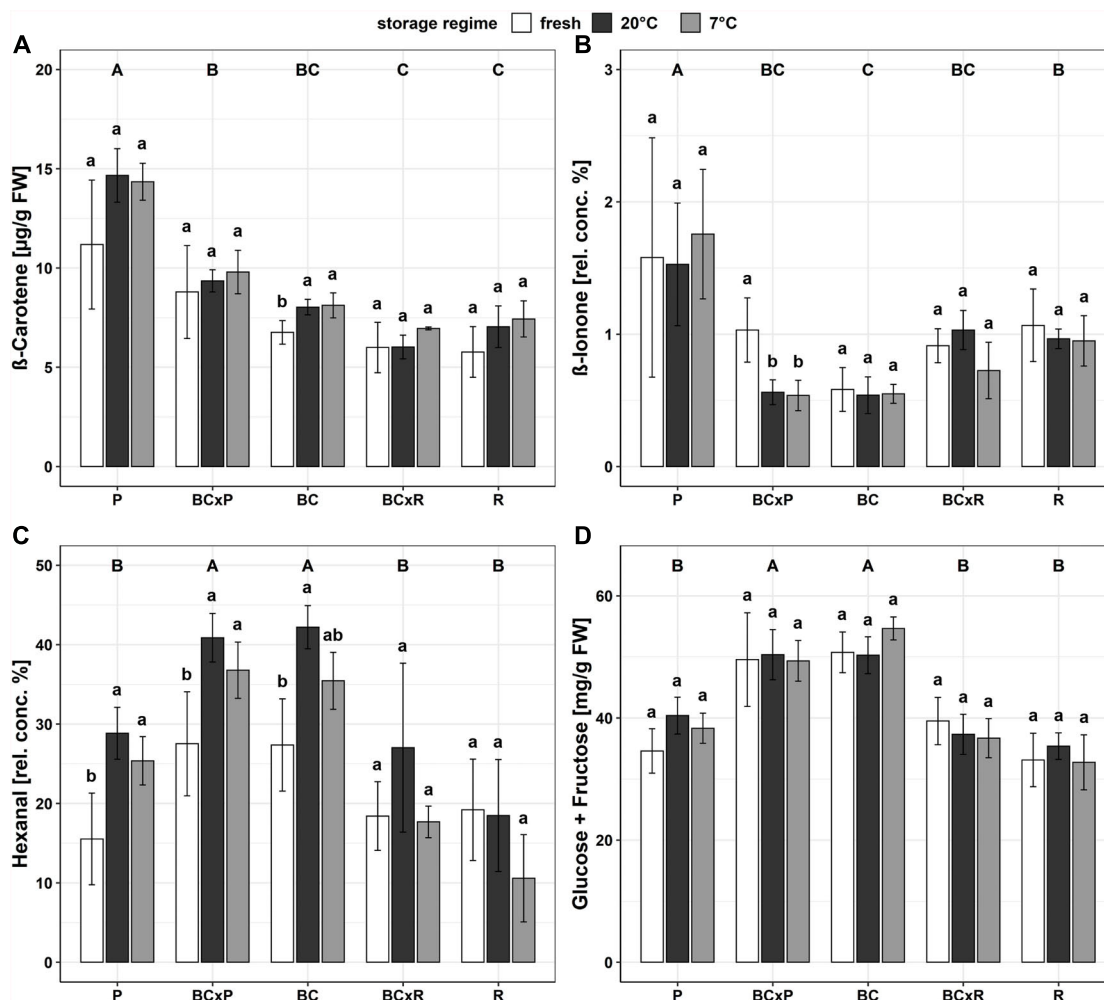 storage regime fresh 20°C 7°C
A
B
20
15
10
5
0
ß-Carotene [µg/g FW]
A B BC C C
a a a a a a b a a a a a a a a
P BCxP BC BCxR R
3
2
1
0
ß-Ionone [rel. conc. %]
A BC C BC B
a a a a b b a a a a a a a a a
P BCxP BC BCxR R
C
D
50
40
30
20
10
0
Hexanal [rel. conc. %]
B A A B B
b a a b a a b a ab a a a a a a
P BCxP BC BCxR R
60
40
20
0
Glucose + Fructose [mg/g FW]
B A A B B
a a a a a a a a a a a a a a a
P BCxP BC BCxR R